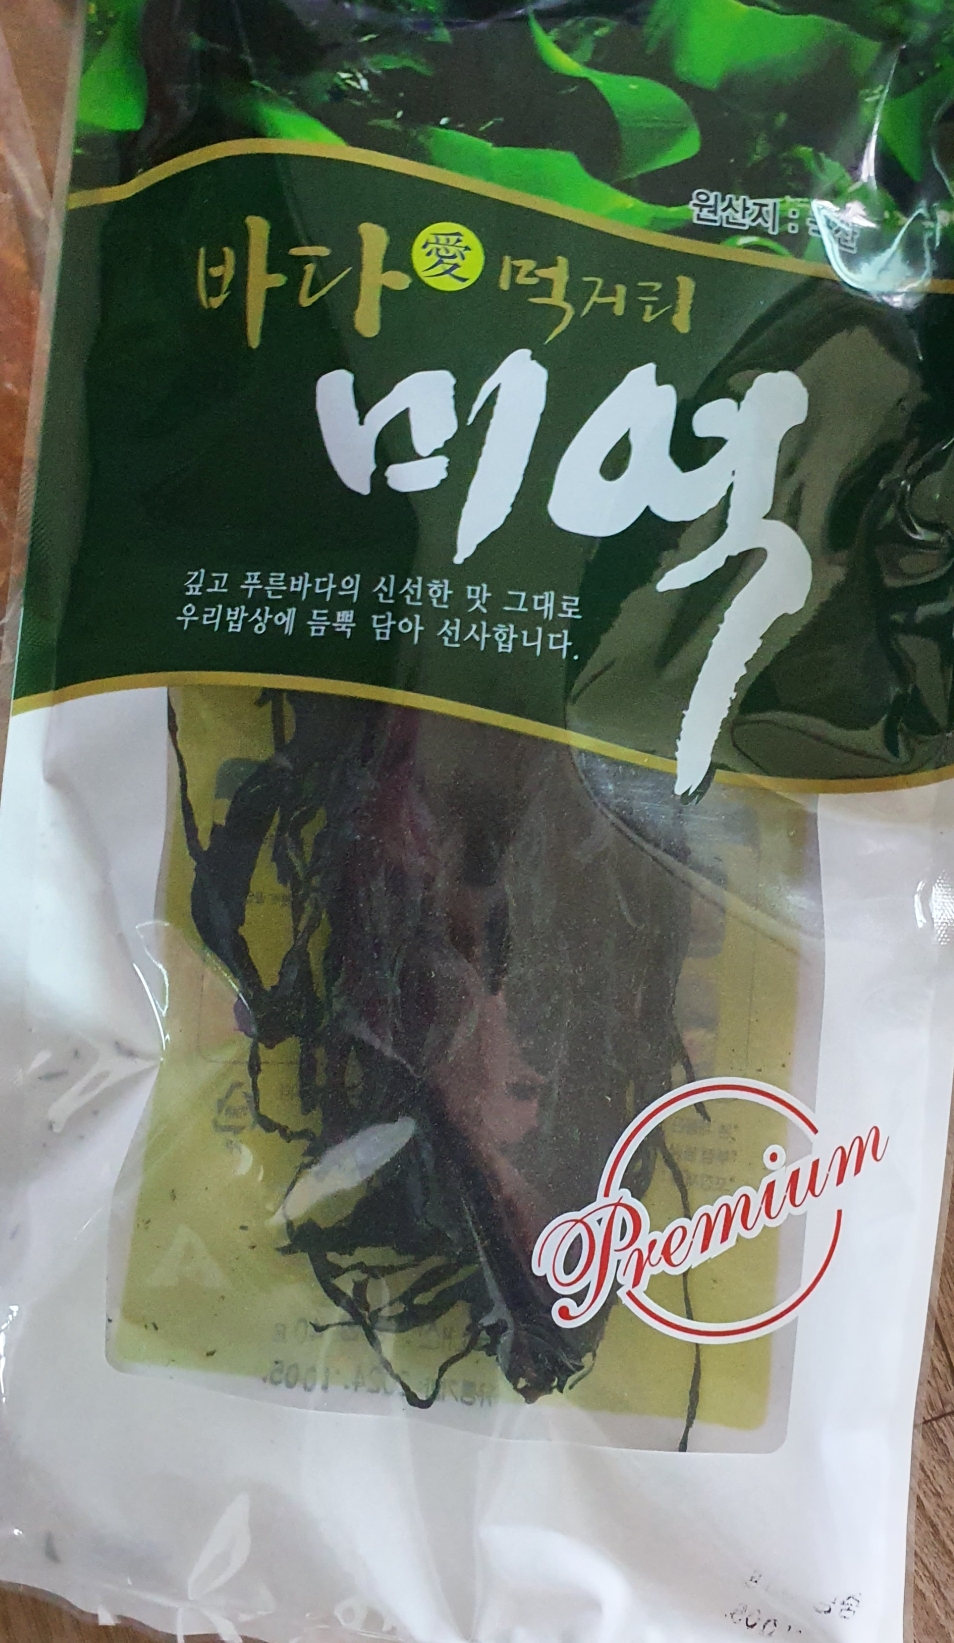 원산지 : 국산
바다愛먹거리
미역
깊고 푸른바다의 신선한 맛 그대로
우리밥상에 듬뿍 담아 선사합니다.
Premium